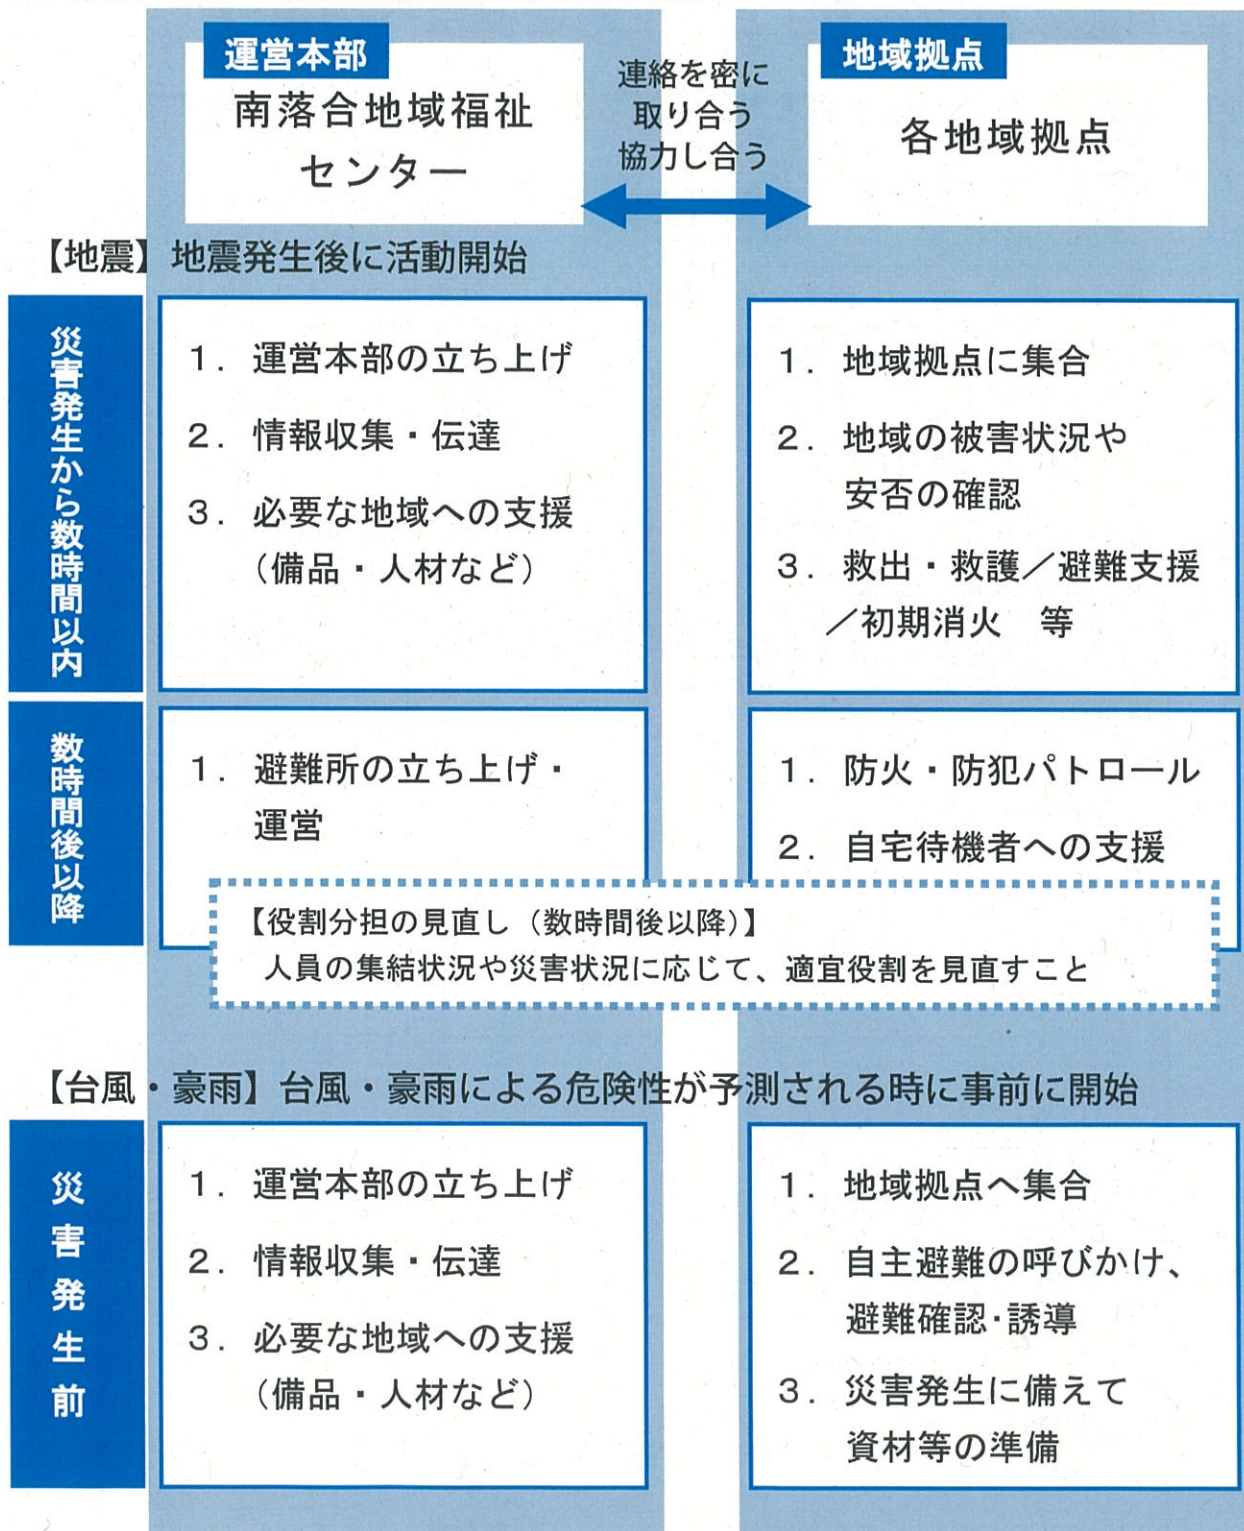 運営本部
南落合地域福祉
センター
連絡を密に
取り合う
協力し合う
地域拠点
各地域拠点
【地震】地震発生後に活動開始
災害発生から数時間以内
1. 運営本部の立ち上げ
2. 情報収集・伝達
3. 必要な地域への支援
(備品・人材など)
1. 地域拠点に集合
2. 地域の被害状況や
安否の確認
3. 救出・救護/避難支援
/初期消火 等
数時間後以降
1. 避難所の立ち上げ・
運営
1. 防火・防犯パトロール
2. 自宅待機者への支援
【役割分担の見直し(数時間後以降)】
人員の集結状況や災害状況に応じて、適宜役割を見直すこと
【台風・豪雨】台風・豪雨による危険性が予測される時に事前に開始
災害発生前
1. 運営本部の立ち上げ
2. 情報収集・伝達
3. 必要な地域への支援
(備品・人材など)
1. 地域拠点へ集合
2. 自主避難の呼びかけ、
避難確認・誘導
3. 災害発生に備えて
資材等の準備